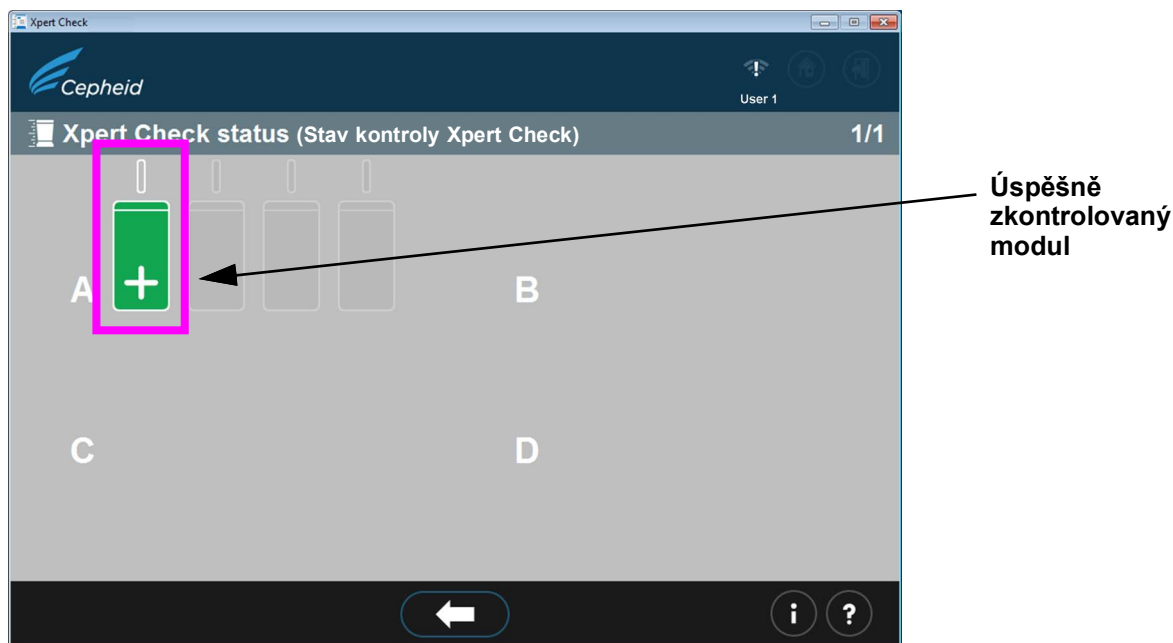 Xpert Check
Cepheid
User 1
Xpert Check status (Stav kontroly Xpert Check)
1/1
A
B
C
D
i
?
Úspěšně
zkontrolovaný
modul